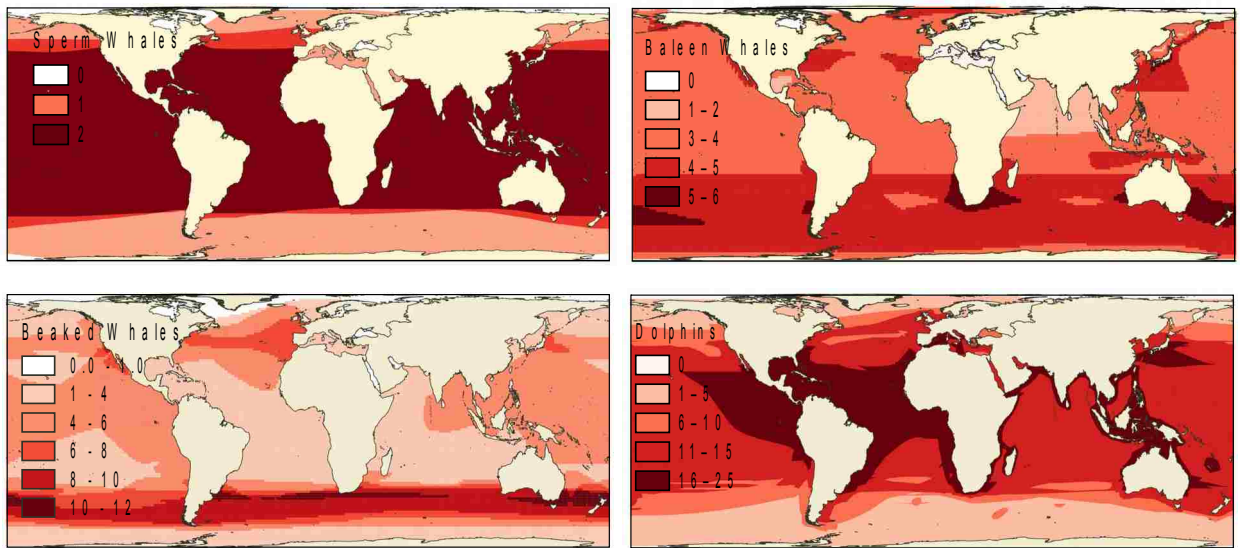 Sperm Whales
0
1
2
Baleen Whales
0
1–2
3–4
4–5
5–6
Beaked Whales
0.0 - 1.0
1 - 4
4 - 6
6 - 8
8 - 10
10 - 12
Dolphins
0
1–5
6–10
11–15
16–25